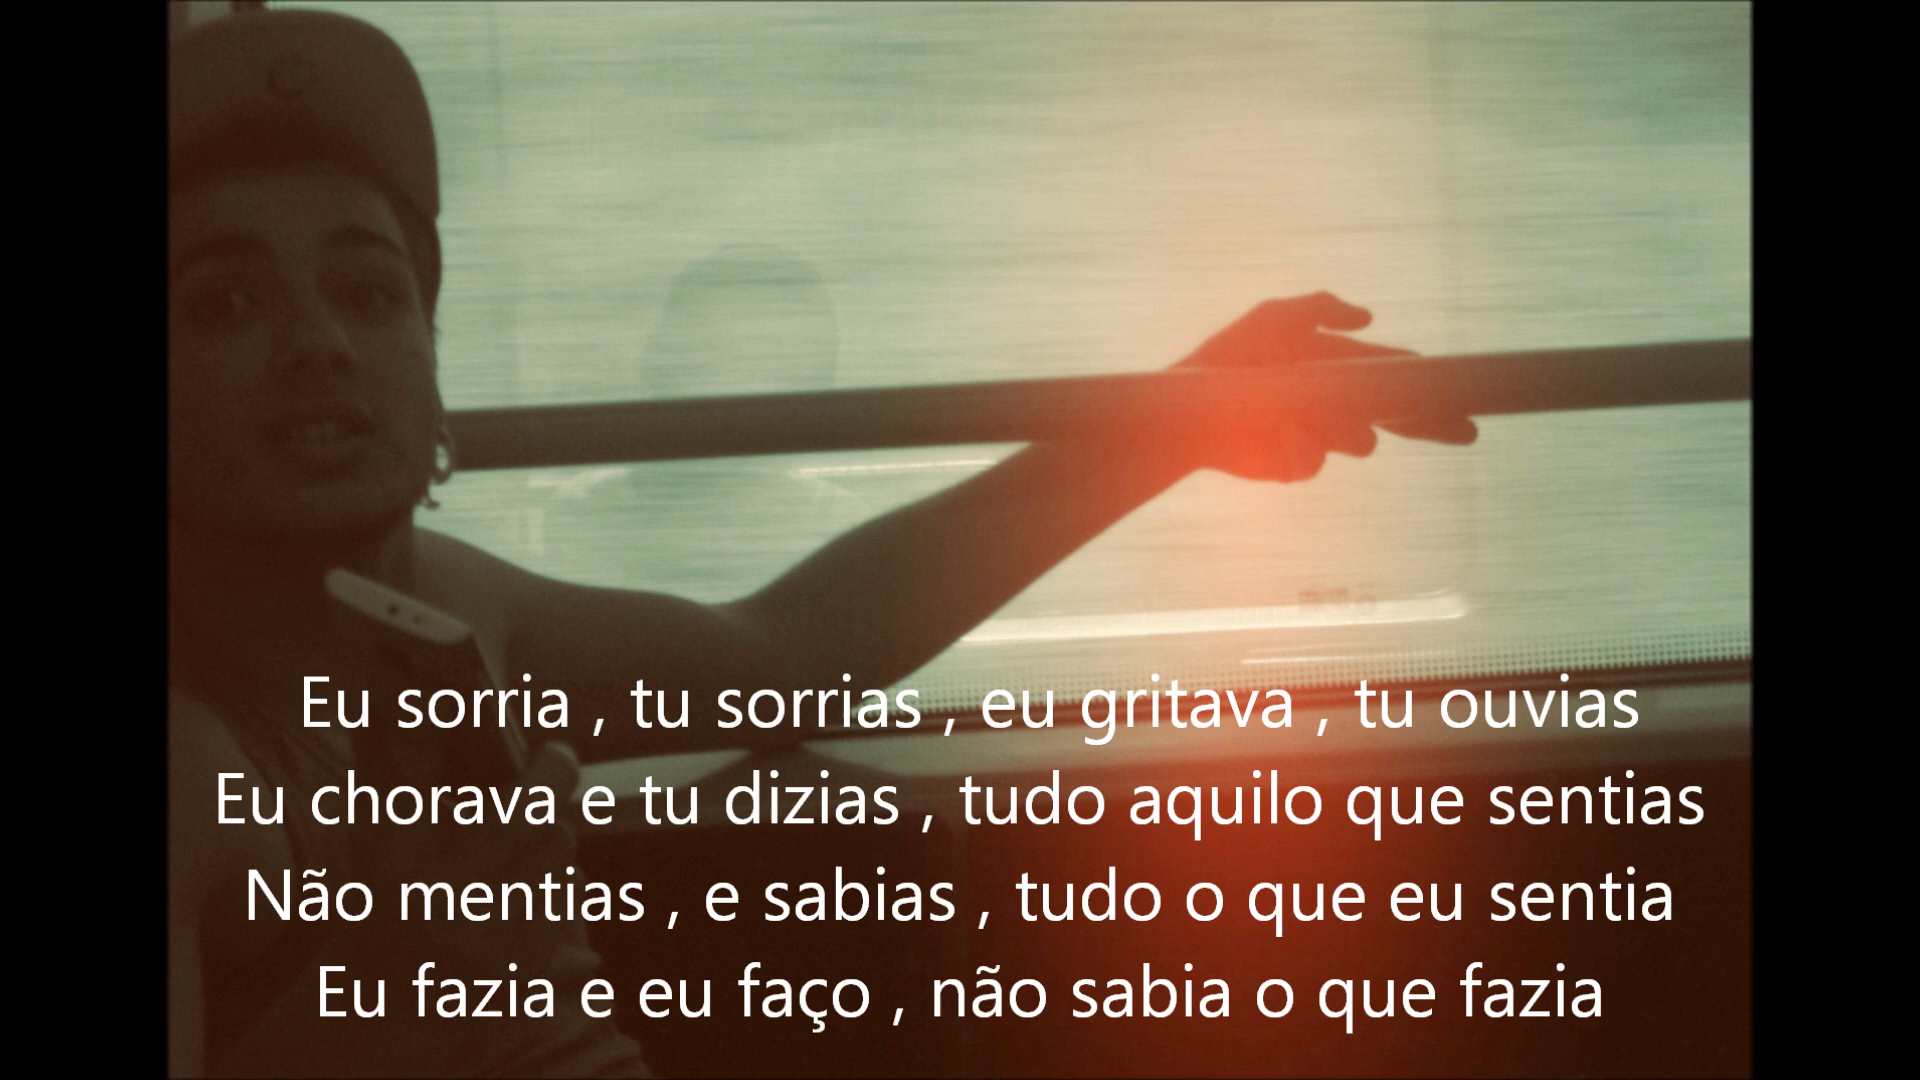 Eu sorria , tu sorrias , eu gritava , tu ouvias
Eu chorava e tu dizias , tudo aquilo que sentias
Não mentias , e sabias , tudo o que eu sentia
Eu fazia e eu faço , não sabia o que fazia